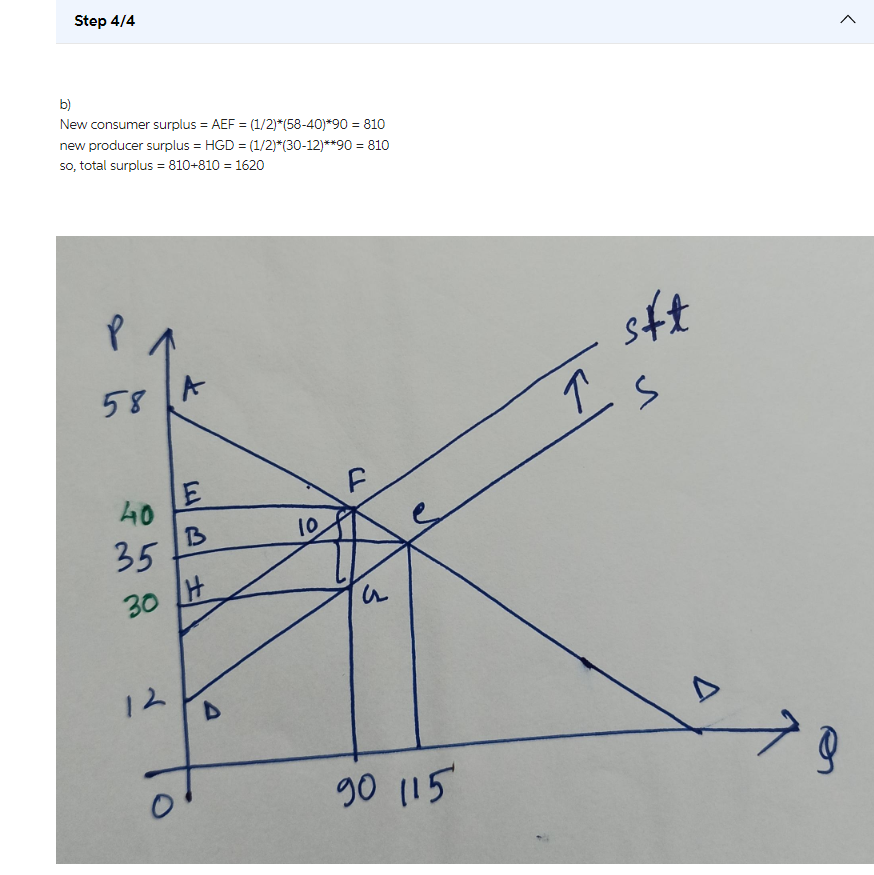 Step 4/4
b)
New consumer surplus = AEF = (1/2)*(58-40)*90 = 810
new producer surplus = HGD = (1/2)*(30-12)**90 = 810
so, total surplus = 810+810 = 1620
P
S+t
58 A
S
E F
40
10 C
B
35
H
30 G
12 D
D
Q
0 90 115